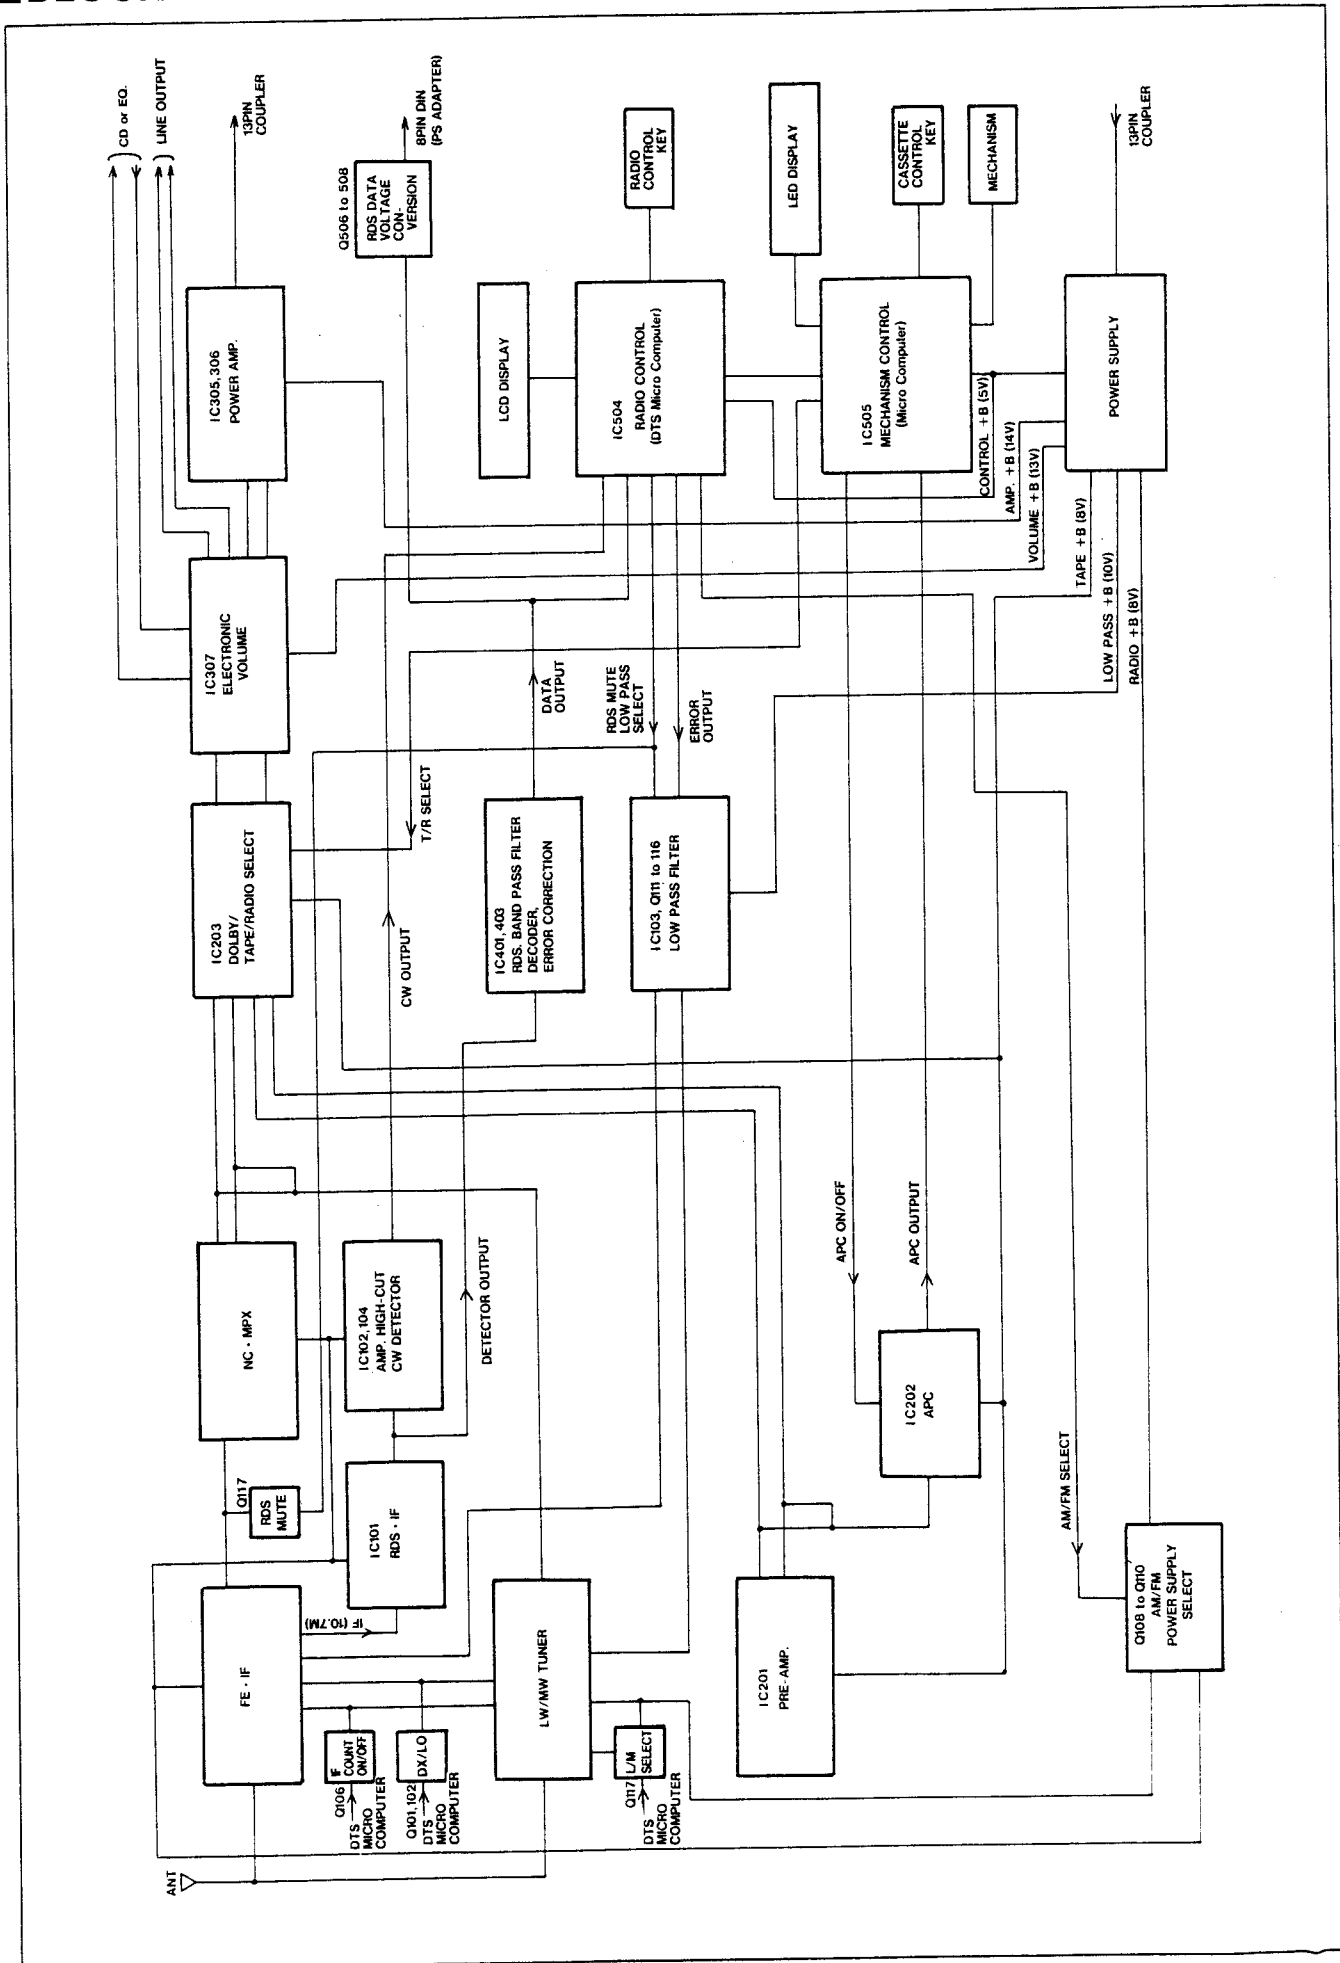 ANT
FE · IF
Q117
RDS
MUTE
NC · MPX
IC203
DOLBY/
TAPE/RADIO SELECT
IC307
ELECTRONIC
VOLUME
IC305,306
POWER AMP.
CD or EQ.
LINE OUTPUT
13PIN
COUPLER
IF (10.7M)
IC101
RDS · IF
IC102,104
AMP. HIGH-CUT
CW DETECTOR
CW OUTPUT
T/R SELECT
Q506 to 508
RDS DATA
VOLTAGE
CON-
VERSION
8PIN DIN
(PS ADAPTER)
Q106
IF
COUNT
ON/OFF
DTS
MICRO
COMPUTER
Q101,102
DX/LO
DTS
MICRO
COMPUTER
DETECTOR OUTPUT
IC401,403
RDS. BAND PASS FILTER
DECODER,
ERROR CORRECTION
DATA
OUTPUT
LCD DISPLAY
LW/MW TUNER
Q117
L/M
SELECT
DTS
MICRO
COMPUTER
IC103, Q111 to 116
LOW PASS FILTER
RDS MUTE
LOW PASS
SELECT
ERROR
OUTPUT
IC504
RADIO CONTROL
(DTS Micro Computer)
RADIO
CONTROL
KEY
IC201
PRE-AMP.
IC202
APC
APC ON/OFF
APC OUTPUT
LED DISPLAY
IC505
MECHANISM CONTROL
(Micro Computer)
CASSETTE
CONTROL
KEY
MECHANISM
CONTROL +B (5V)
AMP. +B (14V)
VOLUME +B (13V)
TAPE +B (8V)
LOW PASS +B (10V)
RADIO +B (8V)
POWER SUPPLY
13PIN
COUPLER
AM/FM SELECT
Q108 to Q110
AM/FM
POWER SUPPLY
SELECT